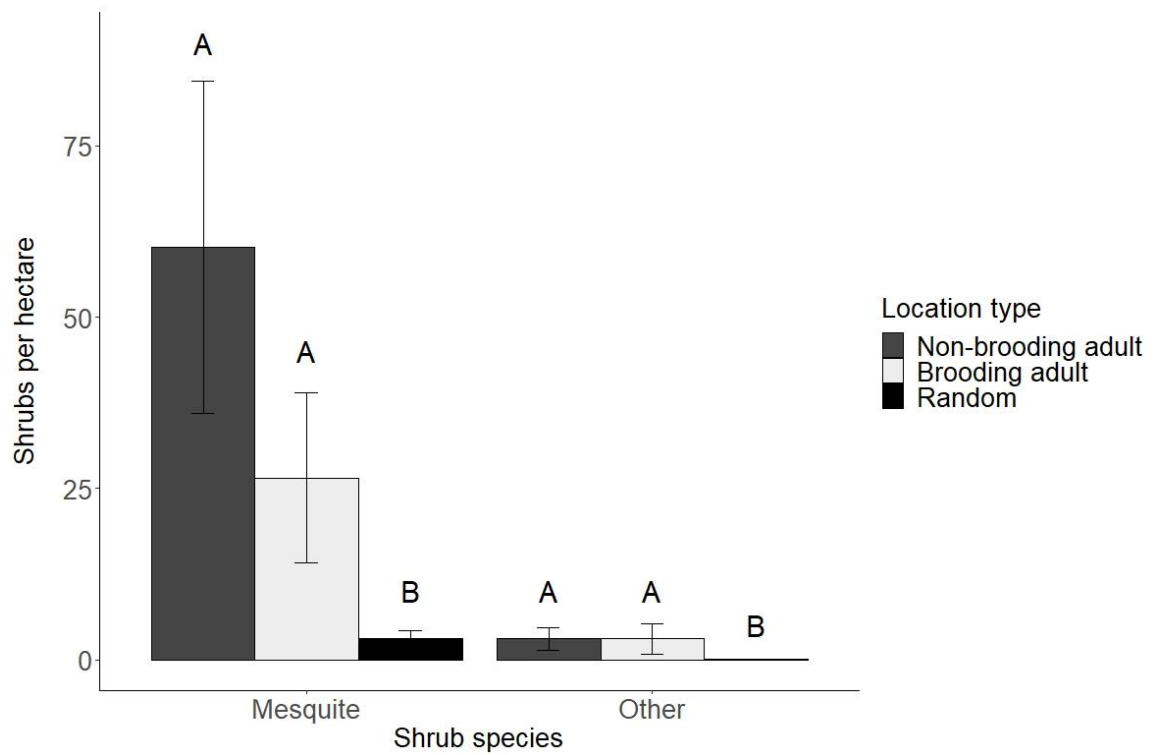 A
75
A
Shrubs per hectare
50
25
0
B
A
A
B
Mesquite
Other
Shrub species
Location type
Non-brooding adult
Brooding adult
Random